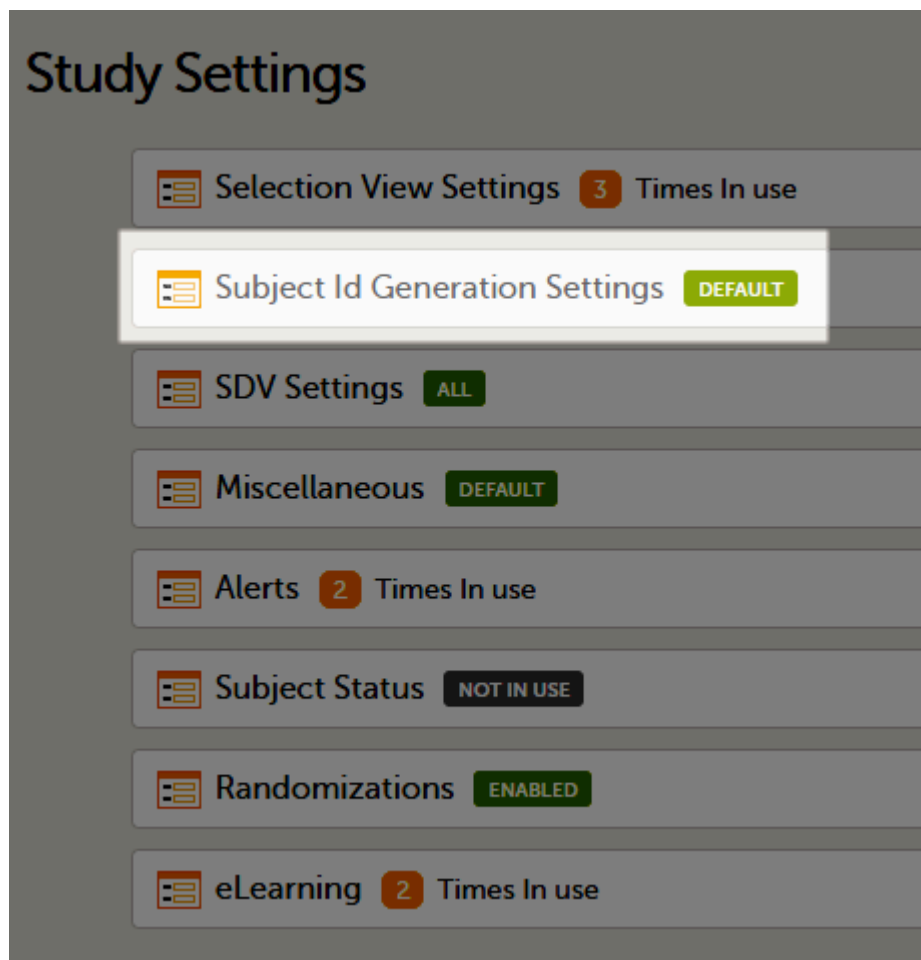 Study Settings
Selection View Settings 3 Times In use
Subject Id Generation Settings DEFAULT
SDV Settings ALL
Miscellaneous DEFAULT
Alerts 2 Times In use
Subject Status NOT IN USE
Randomizations ENABLED
eLearning 2 Times In use